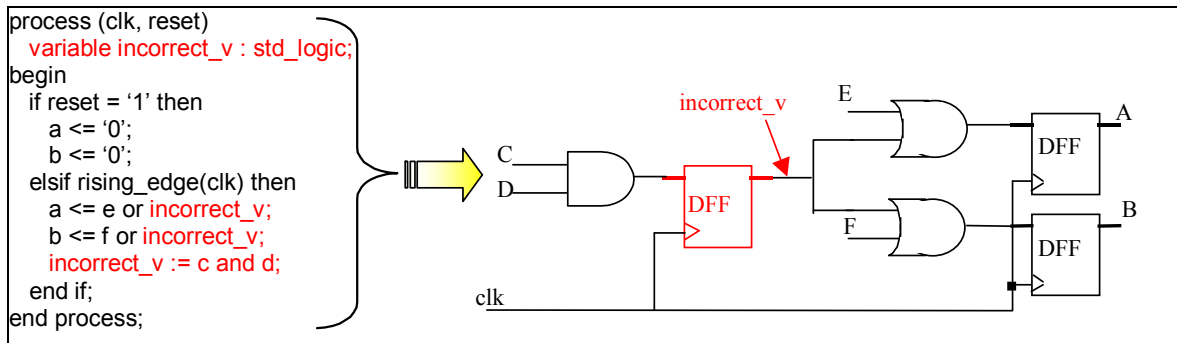 process (clk, reset)
variable incorrect_v : std_logic;
begin
if reset = ‘1’ then
a <= ‘0’;
b <= ‘0’;
elsif rising_edge(clk) then
a <= e or incorrect_v;
b <= f or incorrect_v;
incorrect_v := c and d;
end if;
end process;
incorrect_v
E
A
C
D
DFF
DFF
F
B
DFF
clk